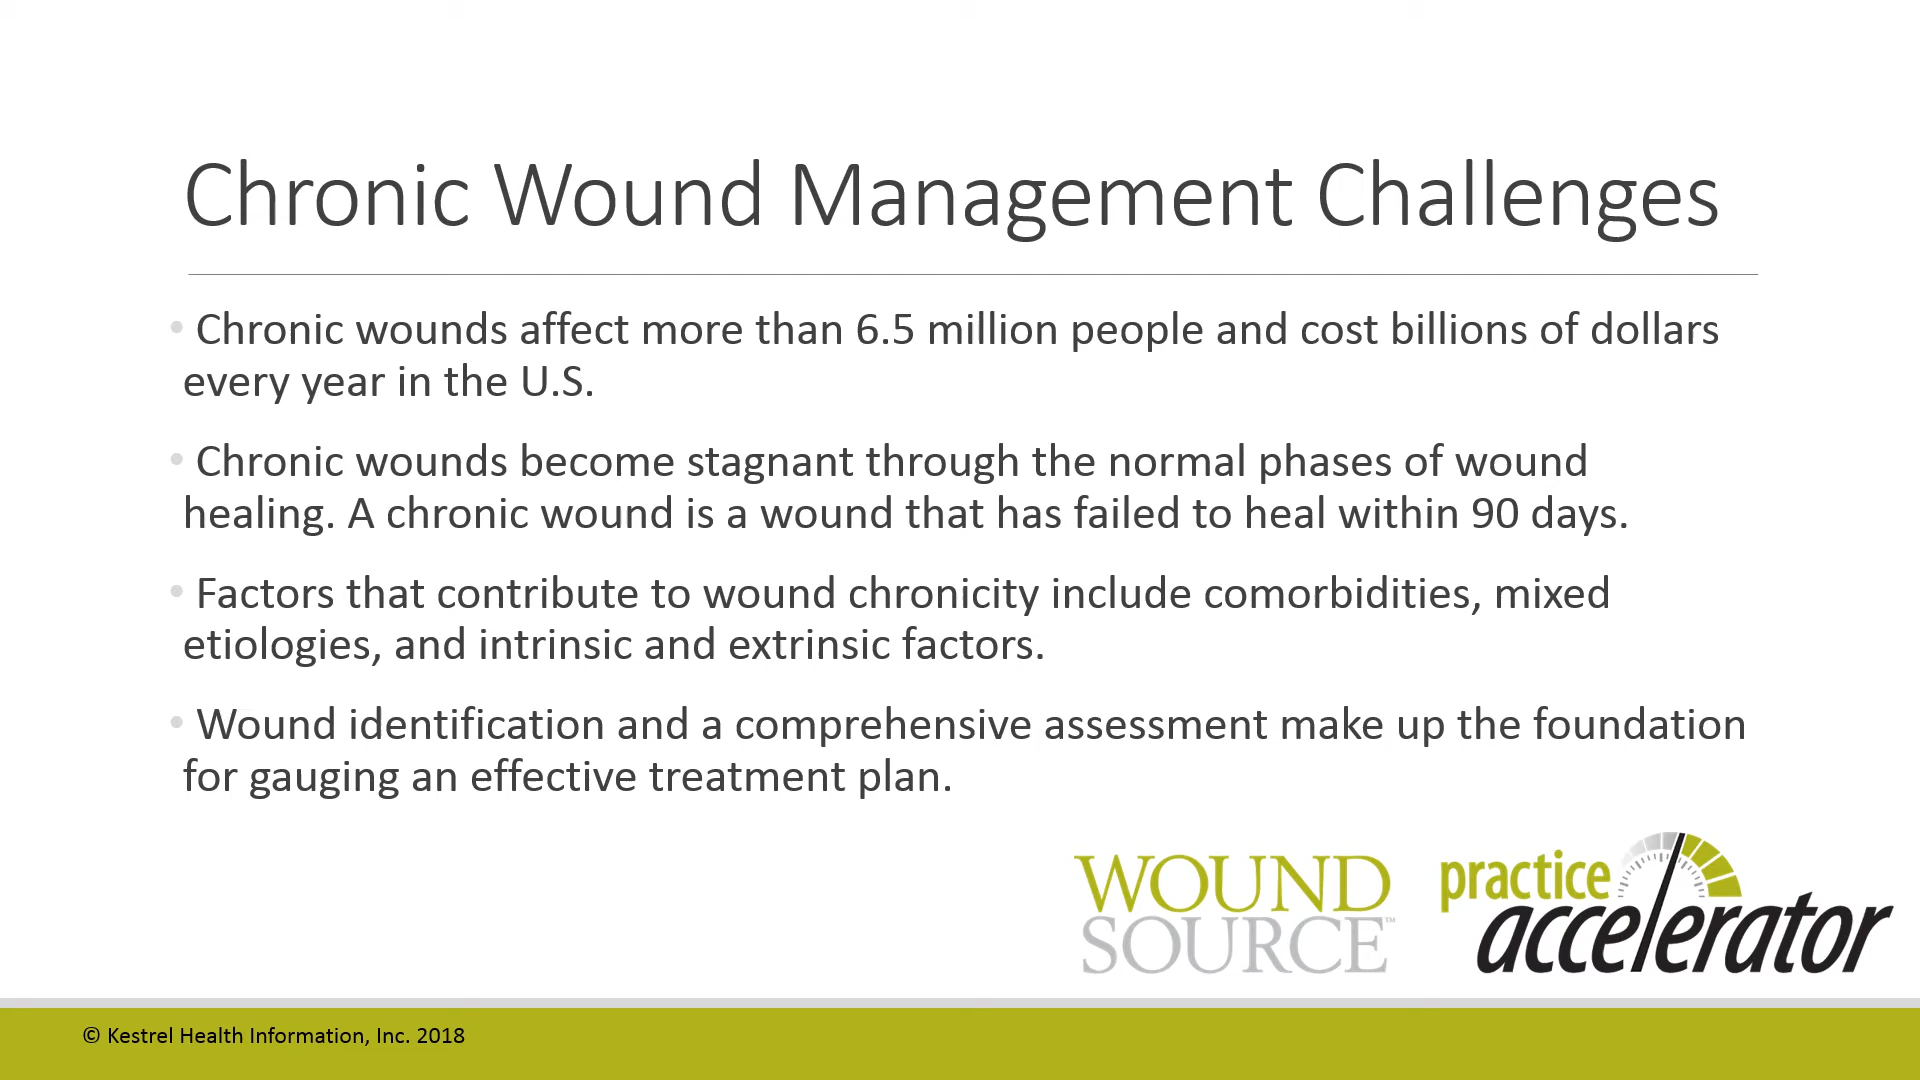 Chronic Wound Management Challenges
• Chronic wounds affect more than 6.5 million people and cost billions of dollars
every year in the U.S.
• Chronic wounds become stagnant through the normal phases of wound
healing. A chronic wound is a wound that has failed to heal within 90 days.
• Factors that contribute to wound chronicity include comorbidities, mixed
etiologies, and intrinsic and extrinsic factors.
• Wound identification and a comprehensive assessment make up the foundation
for gauging an effective treatment plan.
WOUND
SOURCE™
practice
accelerator
© Kestrel Health Information, Inc. 2018